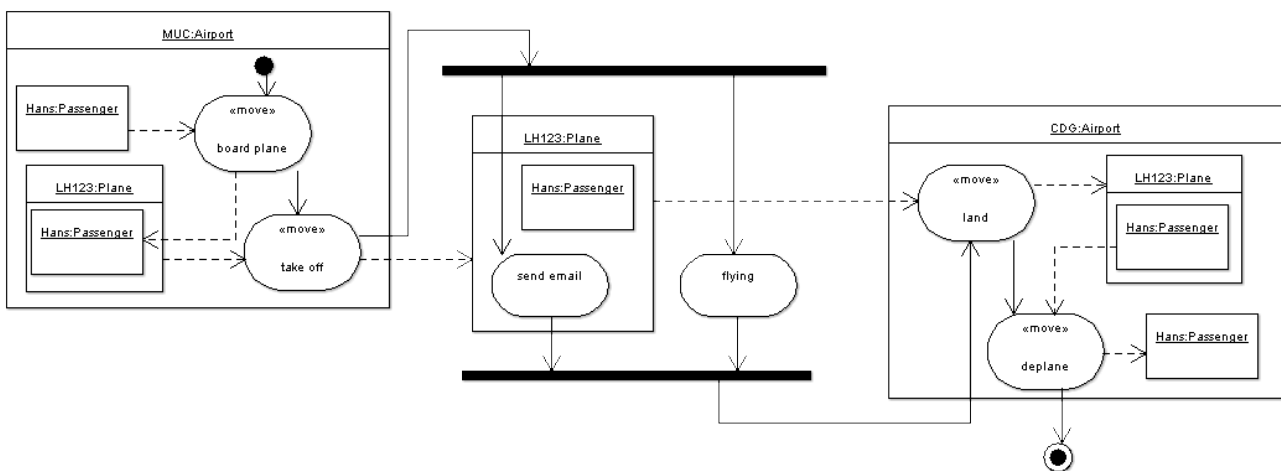 MUC:Airport
Hans:Passenger
«move»
board plane
LH123:Plane
Hans:Passenger
«move»
take off
LH123:Plane
Hans:Passenger
send email
flying
CDG:Airport
«move»
land
LH123:Plane
Hans:Passenger
«move»
deplane
Hans:Passenger